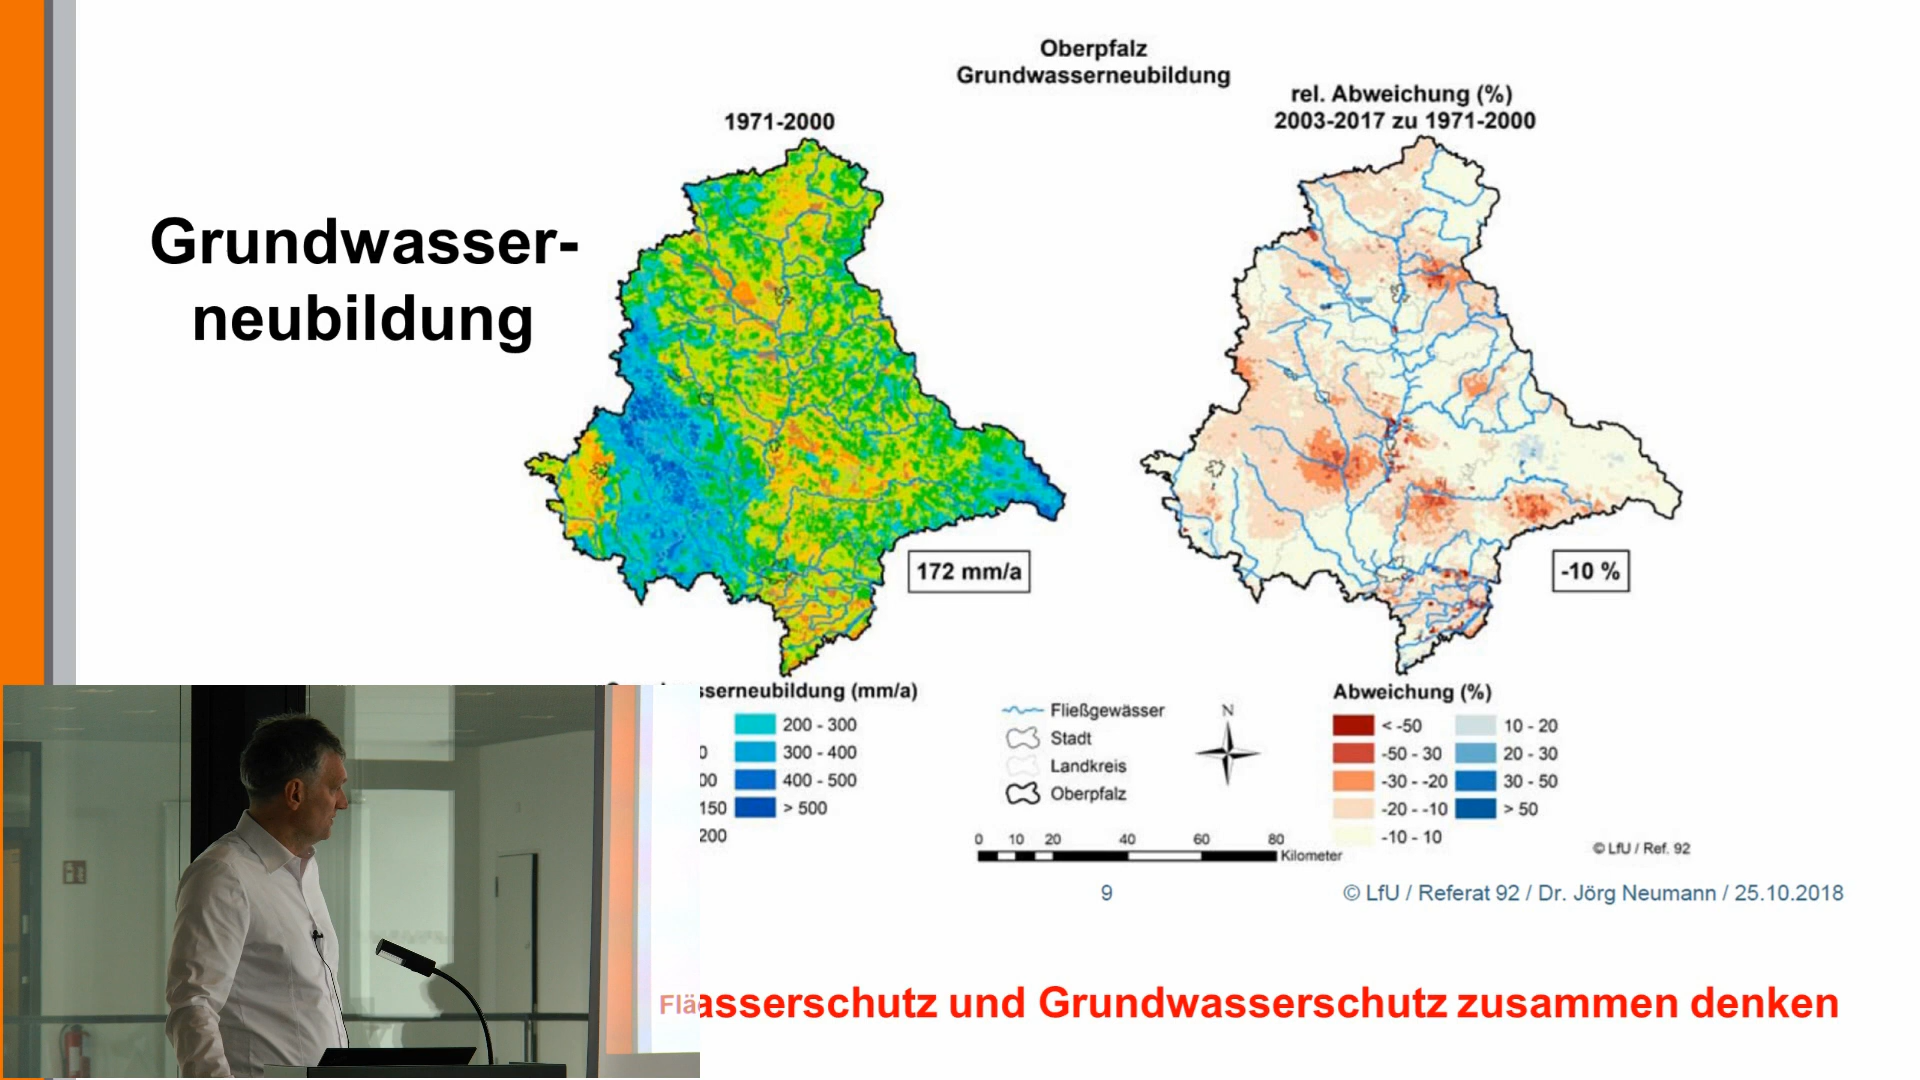 Oberpfalz
Grundwasserneubildung
1971-2000
rel. Abweichung (%)
2003-2017 zu 1971-2000
Grundwasser-
neubildung
172 mm/a
-10 %
sserneubildung (mm/a)
200 - 300
300 - 400
400 - 500
150
> 500
200
Fließgewässer
Stadt
Landkreis
Oberpfalz
N
0 10 20 40 60 80
Kilometer
Abweichung (%)
< -50
-50 - 30
-30 - -20
-20 - -10
-10 - 10
10 - 20
20 - 30
30 - 50
> 50
© LfU / Ref. 92
9
© LfU / Referat 92 / Dr. Jörg Neumann / 25.10.2018
Fläasserschutz und Grundwasserschutz zusammen denken